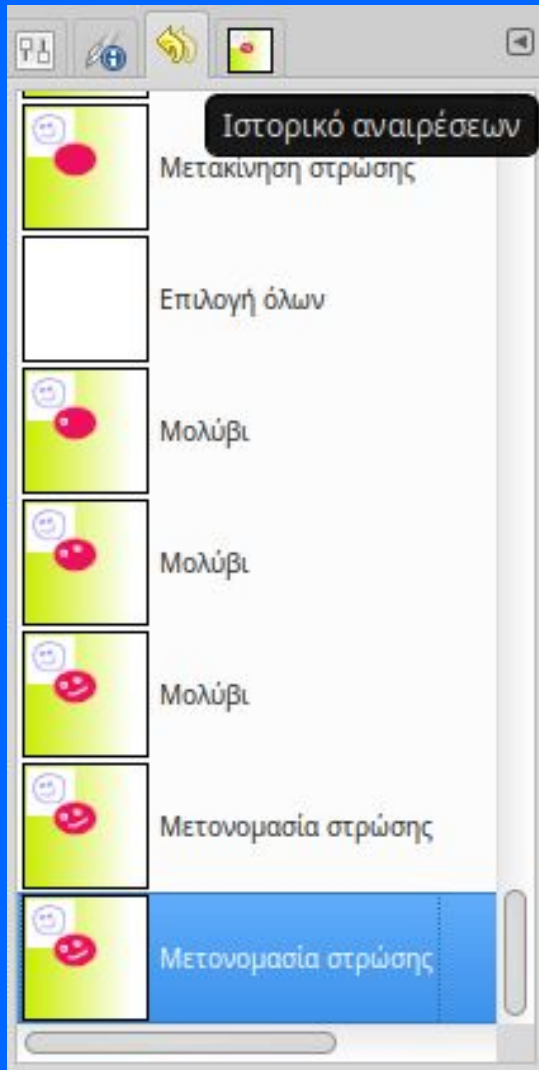 Ιστορικό αναιρέσεων
Μετακίνηση στρώσης
Επιλογή όλων
Μολύβι
Μολύβι
Μολύβι
Μετονομασία στρώσης
Μετονομασία στρώσης